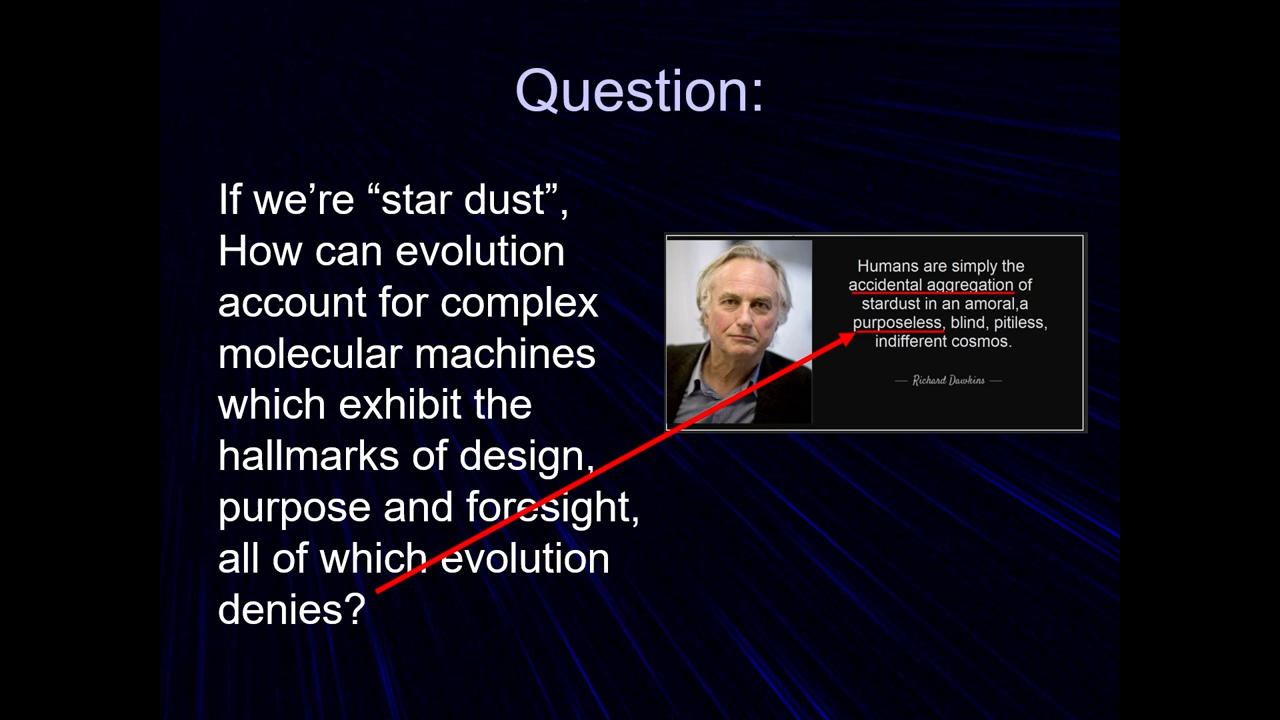 Question:
If we’re “star dust”,
How can evolution
account for complex
molecular machines
which exhibit the
hallmarks of design,
purpose and foresight,
all of which evolution
denies?
Humans are simply the
accidental aggregation of
stardust in an amoral,a
purposeless, blind, pitiless,
indifferent cosmos.
— Richard Dawkins —